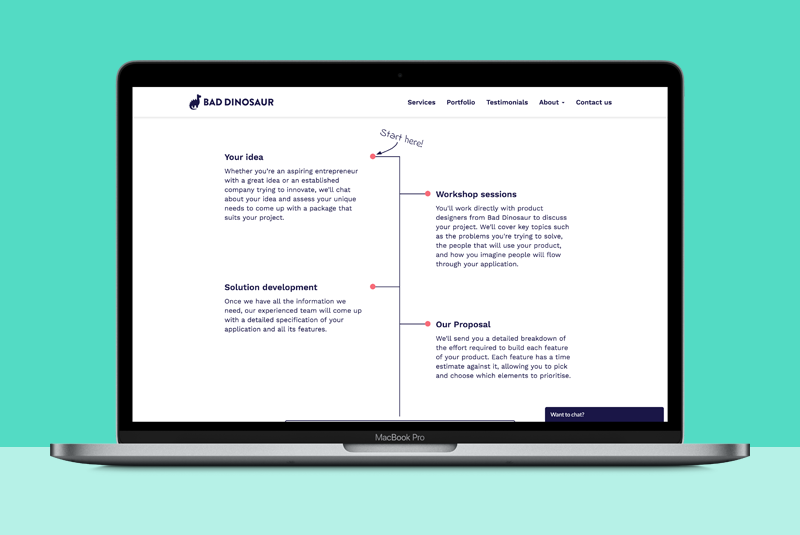 BAD DINOSAUR
Services Portfolio Testimonials About Contact us
Start here!
Your idea
Whether you're an aspiring entrepreneur
with a great idea or an established
company trying to innovate, we'll chat
about your idea and assess your unique
needs to come up with a package that
suits your project.
Workshop sessions
You'll work directly with product
designers from Bad Dinosaur to discuss
your project. We'll cover key topics such
as the problems you're trying to solve,
the people that will use your product,
and how you imagine people will flow
through your application.
Solution development
Once we have all the information we
need, our experienced team will come up
with a detailed specification of your
application and all its features.
Our Proposal
We'll send you a detailed breakdown of
the effort required to build each feature
of your product. Each feature has a time
estimate against it, allowing you to pick
and choose which elements to prioritise.
Want to chat?
MacBook Pro